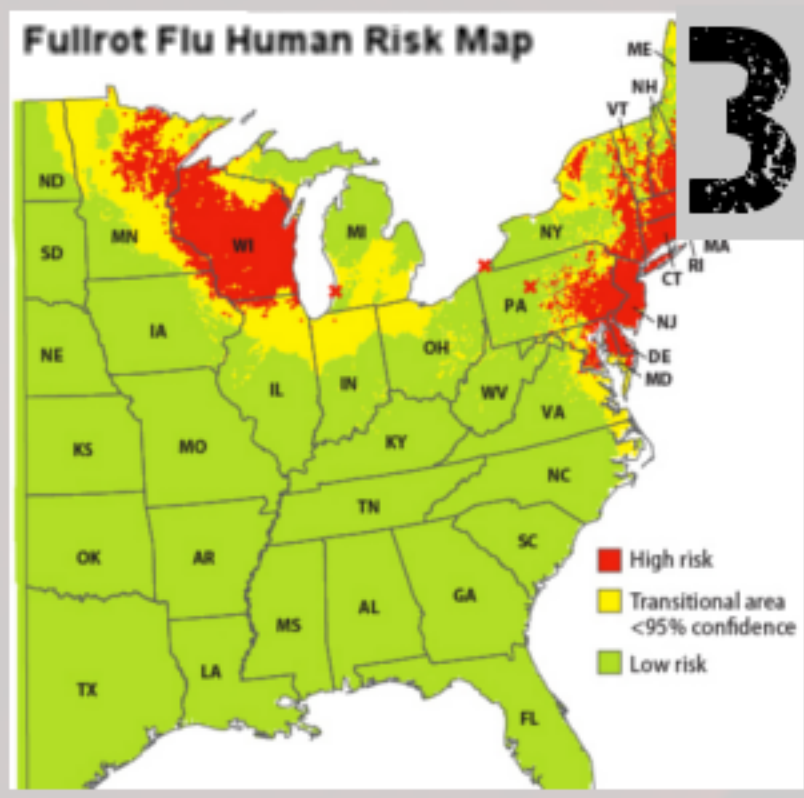 Fullrot Flu Human Risk Map
3
ME
NH
VT
ND
MN
WI
MI
NY
MA
RI
CT
SD
PA
NJ
IA
OH
DE
NE
IL
IN
MD
WV
VA
KS
MO
KY
NC
TN
OK
AR
SC
MS
AL
GA
TX
LA
FL
High risk
Transitional area
<95% confidence
Low risk